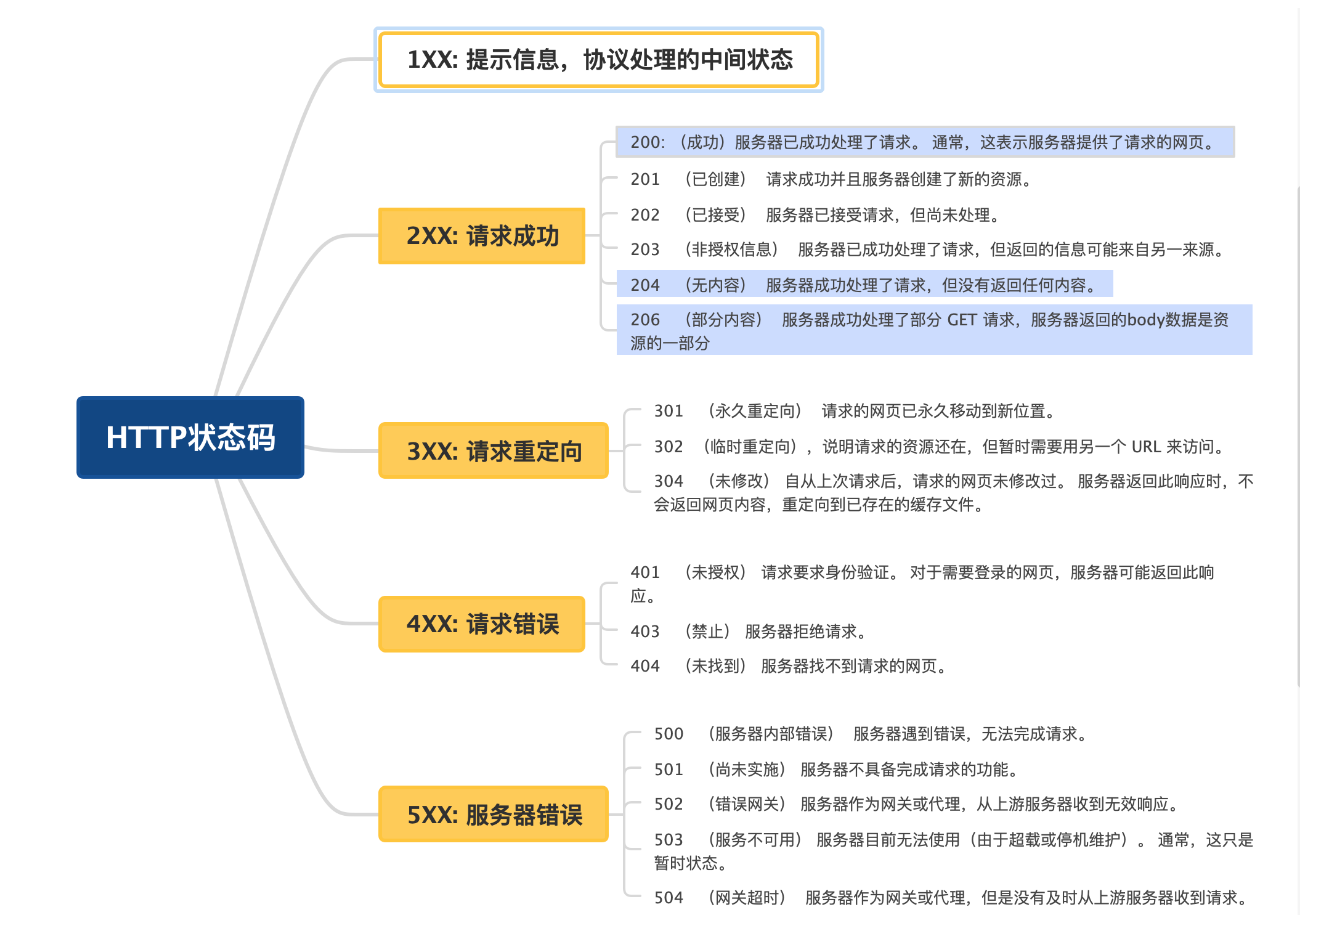 HTTP状态码
1XX: 提示信息，协议处理的中间状态
2XX: 请求成功
200: （成功）服务器已成功处理了请求。 通常，这表示服务器提供了请求的网页。
201 （已创建） 请求成功并且服务器创建了新的资源。
202 （已接受） 服务器已接受请求，但尚未处理。
203 （非授权信息） 服务器已成功处理了请求，但返回的信息可能来自另一来源。
204 （无内容） 服务器成功处理了请求，但没有返回任何内容。
206 （部分内容） 服务器成功处理了部分 GET 请求，服务器返回的body数据是资
源的一部分
3XX: 请求重定向
301 （永久重定向） 请求的网页已永久移动到新位置。
302 （临时重定向）, 说明请求的资源还在，但暂时需要用另一个 URL 来访问。
304 （未修改） 自从上次请求后，请求的网页未修改过。 服务器返回此响应时，不
会返回网页内容，重定向到已存在的缓存文件。
4XX: 请求错误
401 （未授权） 请求要求身份验证。 对于需要登录的网页，服务器可能返回此响
应。
403 （禁止） 服务器拒绝请求。
404 （未找到） 服务器找不到请求的网页。
5XX: 服务器错误
500 （服务器内部错误） 服务器遇到错误，无法完成请求。
501 （尚未实施） 服务器不具备完成请求的功能。
502 （错误网关） 服务器作为网关或代理，从上游服务器收到无效响应。
503 （服务不可用） 服务器目前无法使用（由于超载或停机维护）。 通常，这只是
暂时状态。
504 （网关超时） 服务器作为网关或代理，但是没有及时从上游服务器收到请求。